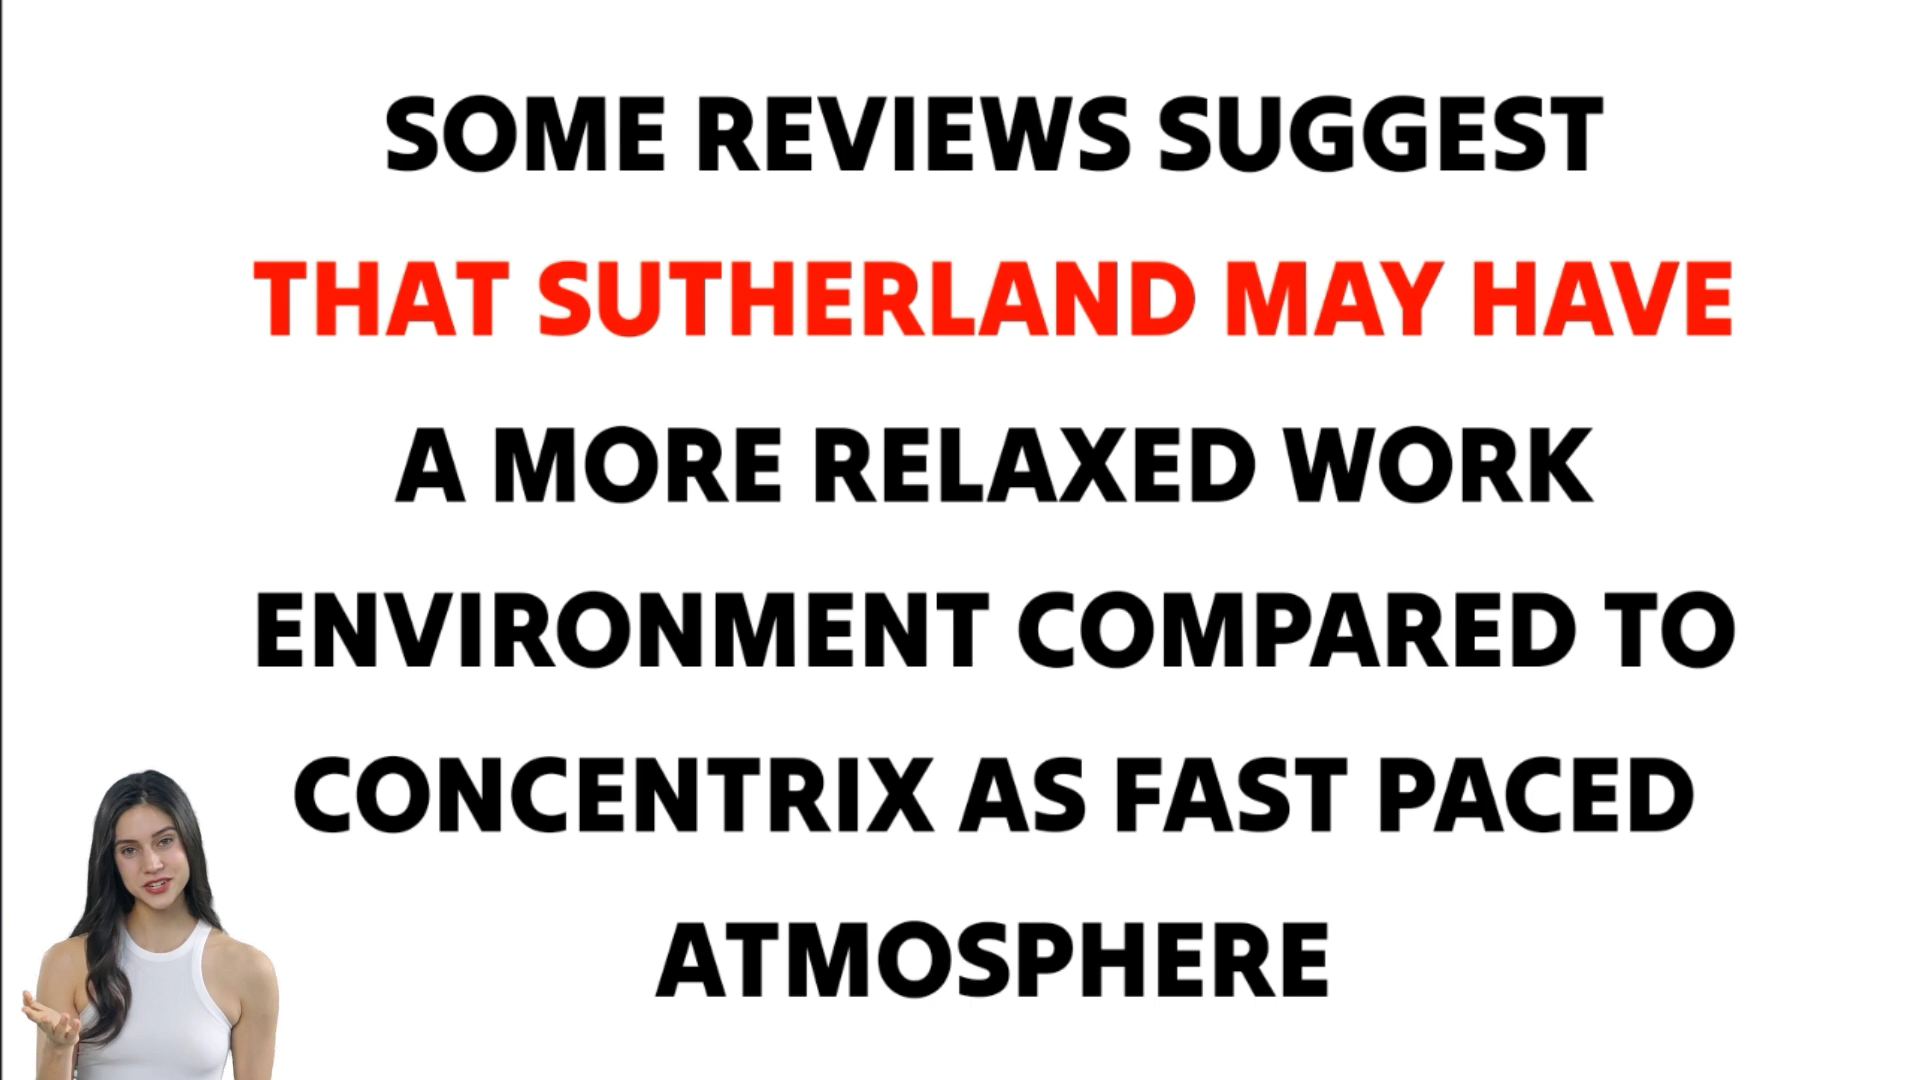 SOME REVIEWS SUGGEST
THAT SUTHERLAND MAY HAVE
A MORE RELAXED WORK
ENVIRONMENT COMPARED TO
CONCENTRIX AS FAST PACED
ATMOSPHERE